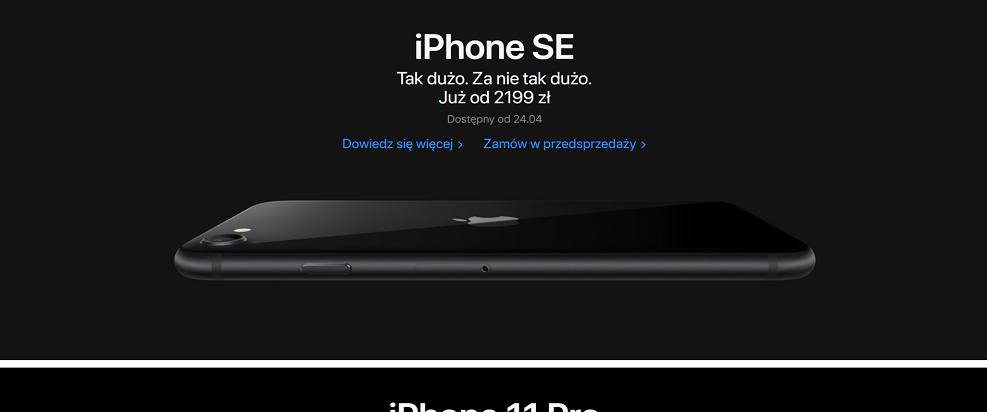 iPhone SE
Tak dużo. Za nie tak dużo.
Już od 2199 zł
Dostępny od 24.04
Dowiedz się więcej > Zamów w przedsprzedaży >
iPhone 11 Pro